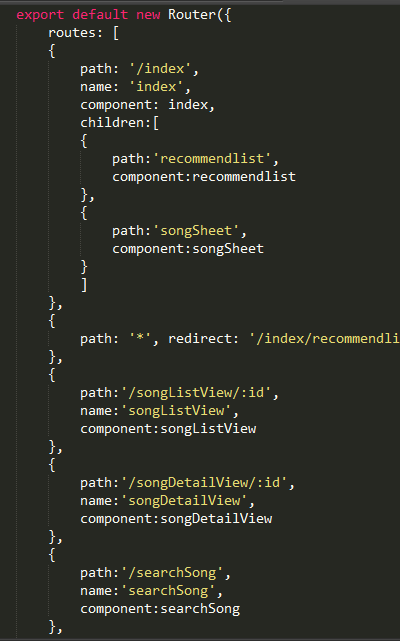 export default new Router({
    routes: [
    {
        path: '/index',
        name: 'index',
        component: index,
        children:[
        {
            path:'recommendlist',
            component:recommendlist
        },
        {
            path:'songSheet',
            component:songSheet
        }
        ]
    },
    {
        path: '*', redirect: '/index/recommendli
    },
    {
        path:'/songListView/:id',
        name:'songListView',
        component:songListView
    },
    {
        path:'/songDetailView/:id',
        name:'songDetailView',
        component:songDetailView
    },
    {
        path:'/searchSong',
        name:'searchSong',
        component:searchSong
    },